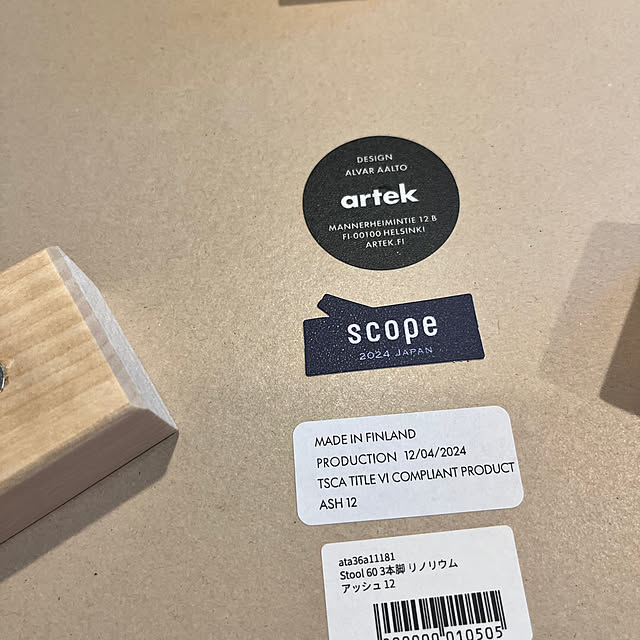 DESIGN
ALVAR AALTO
artek
MANNERHEIMINTIE 12 B
FI-00100 HELSINKI
ARTEK.FI
scope
2024 JAPAN
MADE IN FINLAND
PRODUCTION 12/04/2024
TSCA TITLE VI COMPLIANT PRODUCT
ASH 12
ata36a11181
Stool 60 3本脚 リノリウム
アッシュ 12